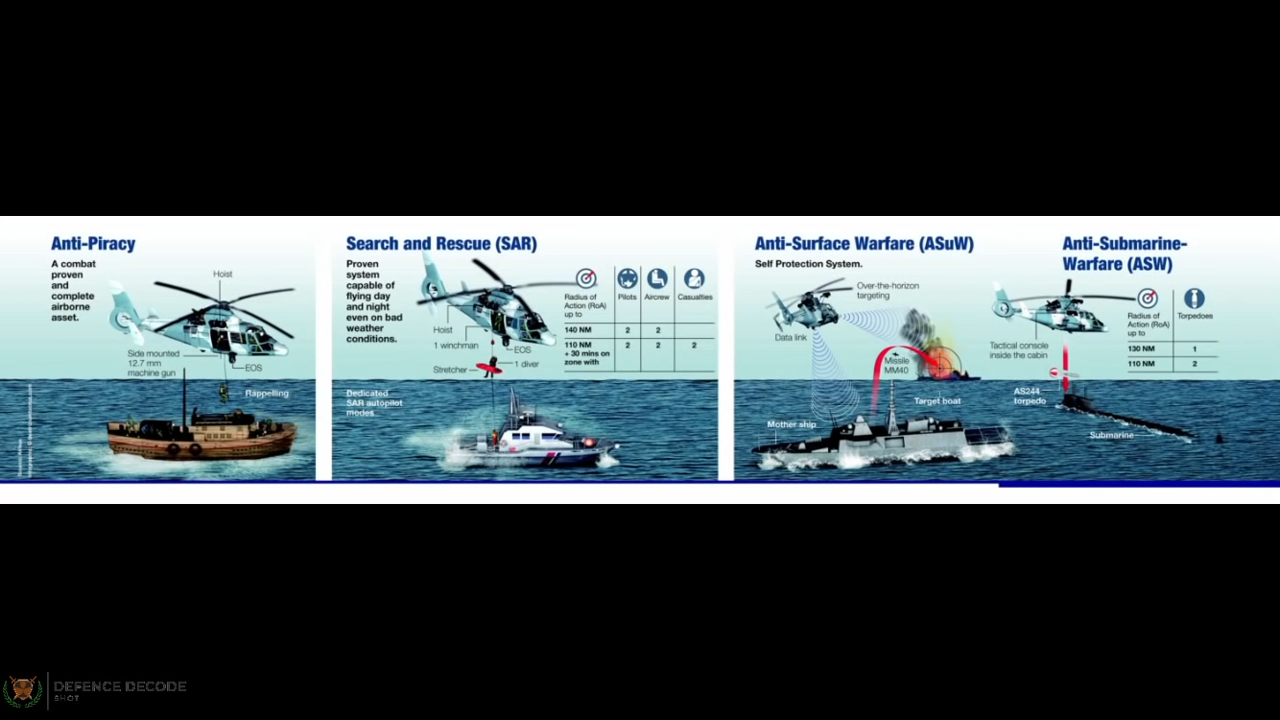 Anti-Piracy
A combat
proven
and
complete
airborne
asset.
Hoist
Side mounted
12.7 mm
machine gun
EOS
Rappelling
Search and Rescue (SAR)
Proven
system
capable of
flying day
and night
even on bad
weather
conditions.
Hoist
1 winchman
EOS
Stretcher
1 diver
Dedicated
SAR autopilot
modes
Radius of
Action (RoA)
up to
Pilots
Aircrew
Casualties
140 NM 2 2
110 NM 2 2 2
+ 30 mins on
zone with
Anti-Surface Warfare (ASuW)
Self Protection System.
Over-the-horizon
targeting
Data link
Missile
MM40
Target boat
Mother ship
Anti-Submarine-
Warfare (ASW)
Radius of
Action (RoA)
up to
Torpedoes
130 NM 1
110 NM 2
Tactical console
inside the cabin
AS244
torpedo
Submarine
DEFENCE DECODE
SHOT